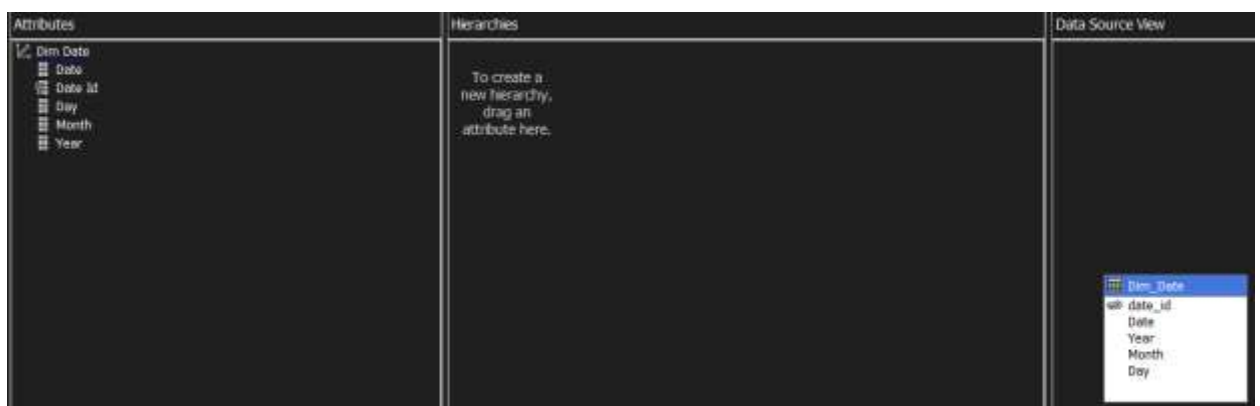 Attributes
Dim Date
Date
Date Id
Day
Month
Year
Hierarchies
To create a
new hierarchy,
drag an
attribute here.
Data Source View
Dim_Date
date_id
Date
Year
Month
Day